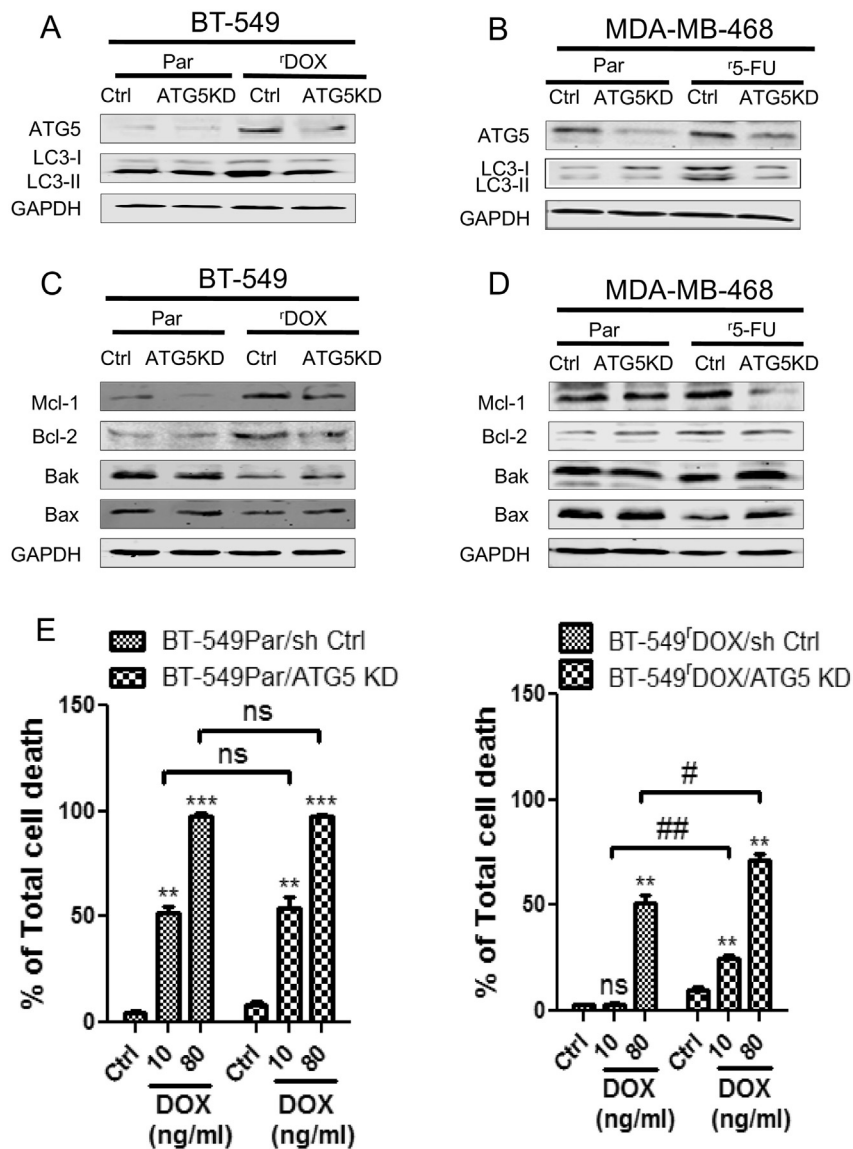 A
BT-549
Par
rDOX
Ctrl
ATG5KD
Ctrl
ATG5KD
ATG5
LC3-I
LC3-II
GAPDH
B
MDA-MB-468
Par
r5-FU
Ctrl
ATG5KD
Ctrl
ATG5KD
ATG5
LC3-I
LC3-II
GAPDH
C
BT-549
Par
rDOX
Ctrl
ATG5KD
Ctrl
ATG5KD
Mcl-1
Bcl-2
Bak
Bax
GAPDH
D
MDA-MB-468
Par
r5-FU
Ctrl
ATG5KD
Ctrl
ATG5KD
Mcl-1
Bcl-2
Bak
Bax
GAPDH
E
BT-549Par/sh Ctrl
BT-549Par/ATG5 KD
% of Total cell death
150
100
50
0
ns
ns
***
***
**
**
Ctrl
10
80
Ctrl
10
80
DOX
(ng/ml)
DOX
(ng/ml)
BT-549rDOX/sh Ctrl
BT-549rDOX/ATG5 KD
% of Total cell death
150
100
50
0
#
##
**
**
**
ns
Ctrl
10
80
Ctrl
10
80
DOX
(ng/ml)
DOX
(ng/ml)